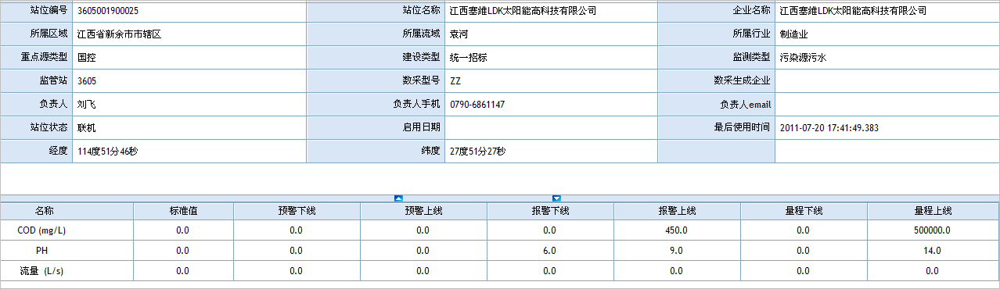 站位编号 3605001900025 站位名称 江西塞维LDK太阳能高科技有限公司 企业名称 江西塞维LDK太阳能高科技有限公司
所属区域 江西省新余市市辖区 所属流域 袁河 所属行业 制造业
重点源类型 国控 建设类型 统一招标 监测类型 污染源污水
监管站 3605 数采型号 ZZ 数采生成企业
负责人 刘飞 负责人手机 0790-6861147 负责人email
站位状态 联机 启用日期 最后使用时间 2011-07-20 17:41:49.383
经度 114度51分46秒 纬度 27度51分27秒
名称 标准值 预警下线 预警上线 报警下线 报警上线 量程下线 量程上线
COD (mg/L) 0.0 0.0 0.0 0.0 450.0 0.0 500000.0
PH 0.0 0.0 0.0 6.0 9.0 0.0 14.0
流量 (L/s) 0.0 0.0 0.0 0.0 0.0 0.0 0.0